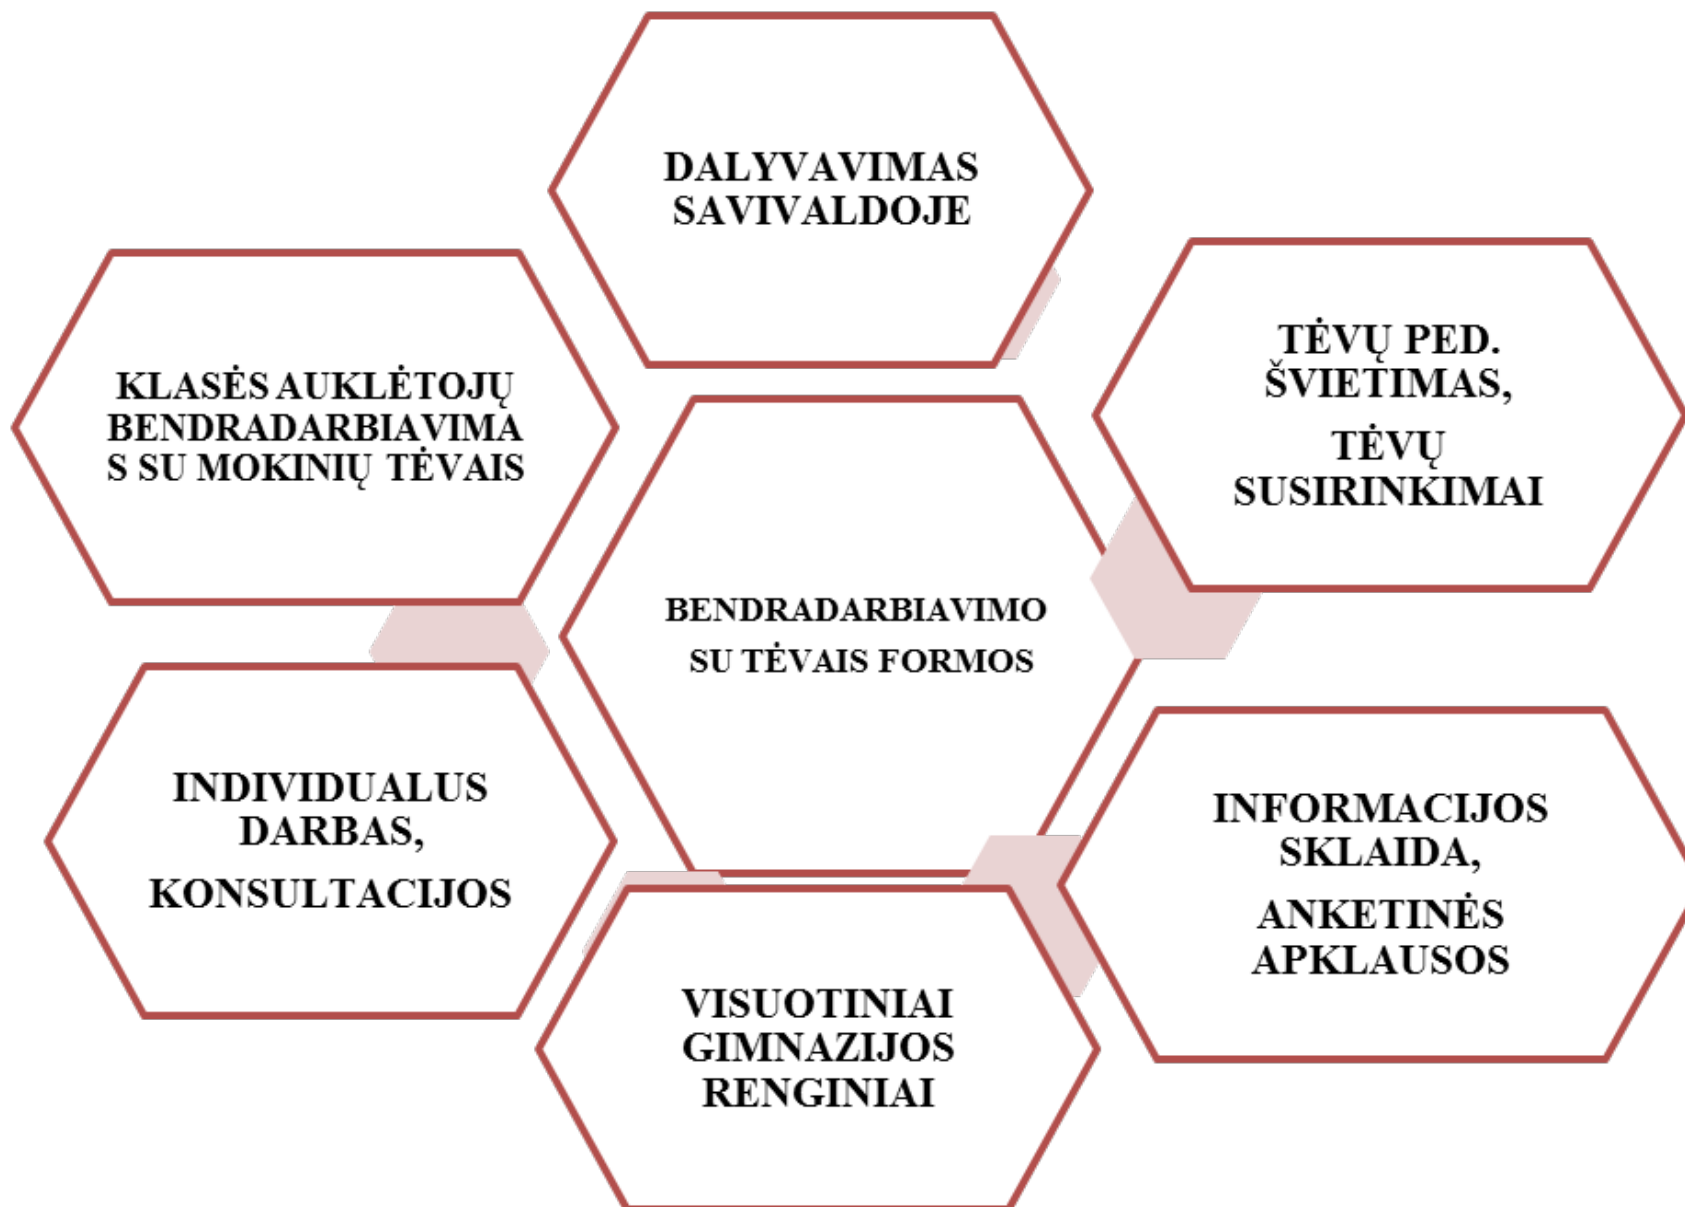 DALYVAVIMAS
SAVIVALDOJE
KLASĖS AUKLĖTOJŲ
BENDRADARBIAVIMA
S SU MOKINIŲ TĖVAIS
TĖVŲ PED.
ŠVIETIMAS,
TĖVŲ
SUSIRINKIMAI
BENDRADARBIAVIMO
SU TĖVAIS FORMOS
INDIVIDUALUS
DARBAS,
KONSULTACIJOS
INFORMACIJOS
SKLAIDA,
ANKETINĖS
APKLAUSOS
VISUOTINIAI
GIMNAZIJOS
RENGINIAI